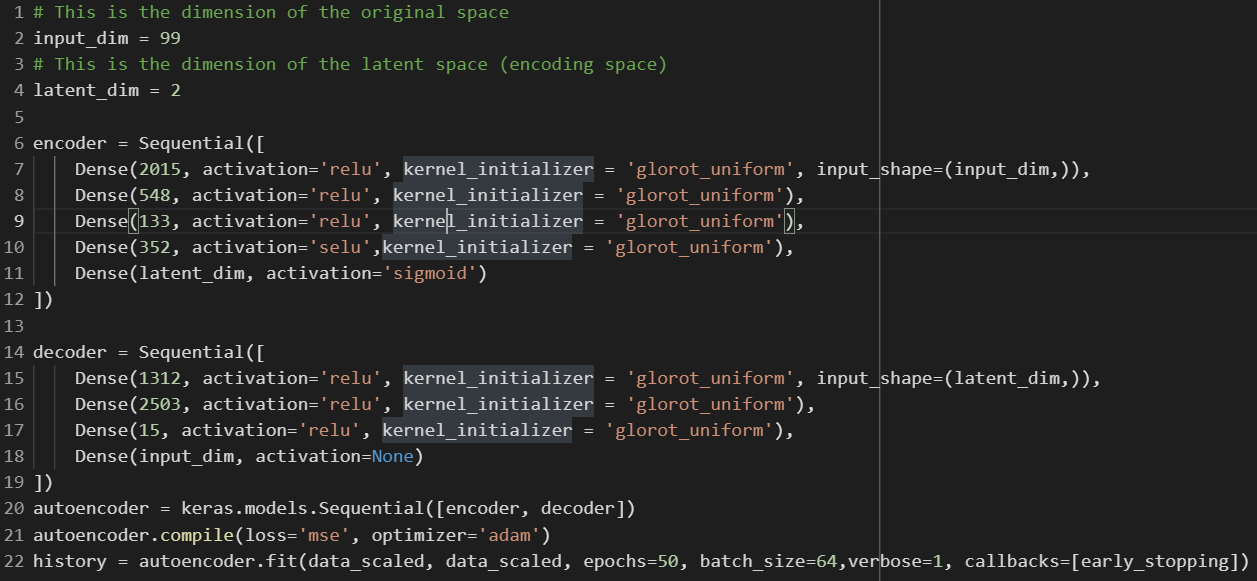 1 # This is the dimension of the original space
2 input_dim = 99
3 # This is the dimension of the latent space (encoding space)
4 latent_dim = 2
5
6 encoder = Sequential([
7     Dense(2015, activation='relu', kernel_initializer = 'glorot_uniform', input_shape=(input_dim,)),
8     Dense(548, activation='relu', kernel_initializer = 'glorot_uniform'),
9     Dense(133, activation='relu', kernel_initializer = 'glorot_uniform'),
10     Dense(352, activation='selu',kernel_initializer = 'glorot_uniform'),
11     Dense(latent_dim, activation='sigmoid')
12 ])
13
14 decoder = Sequential([
15     Dense(1312, activation='relu', kernel_initializer = 'glorot_uniform', input_shape=(latent_dim,)),
16     Dense(2503, activation='relu', kernel_initializer = 'glorot_uniform'),
17     Dense(15, activation='relu', kernel_initializer = 'glorot_uniform'),
18     Dense(input_dim, activation=None)
19 ])
20 autoencoder = keras.models.Sequential([encoder, decoder])
21 autoencoder.compile(loss='mse', optimizer='adam')
22 history = autoencoder.fit(data_scaled, data_scaled, epochs=50, batch_size=64,verbose=1, callbacks=[early_stopping])